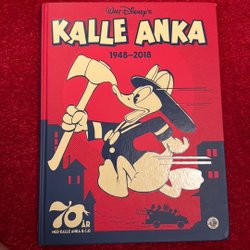 WALT DISNEY'S
KALLE ANKA
1948–2018
70
ÅR
MED KALLE ANKA & C:O